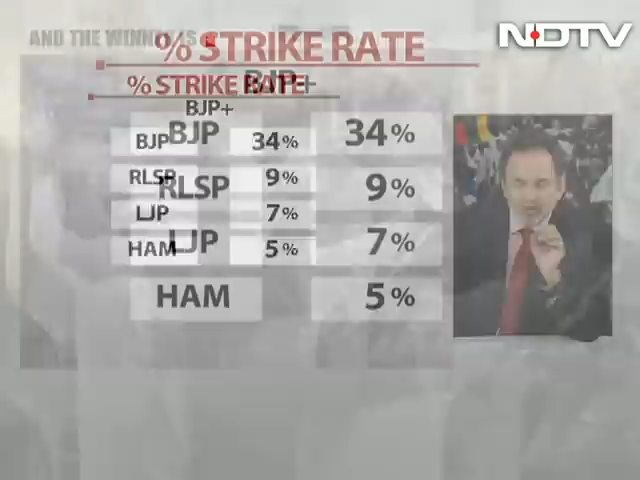 AND THE WINNER IS
NDTV
% STRIKE RATE
% STRIKE RATE
BJP+
BJP+
BJP 34%
BJP 34%
RLSP 9%
RLSP 9%
LJP 7%
LJP 7%
HAM 5%
HAM 5%